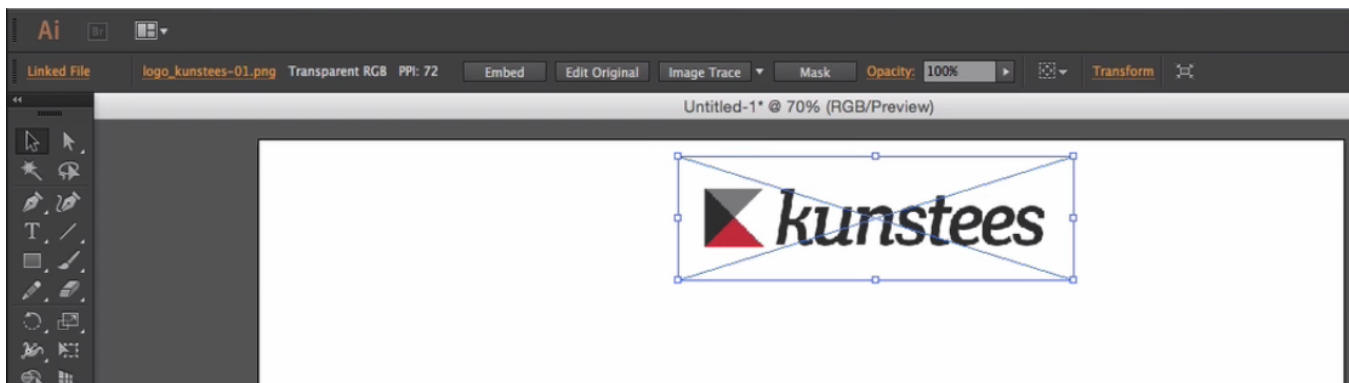 Ai Br
Linked File logo_kunstees-01.png Transparent RGB PPI: 72 Embed Edit Original Image Trace Mask Opacity: 100% Transform
Untitled-1* @ 70% (RGB/Preview)
kunstees
T